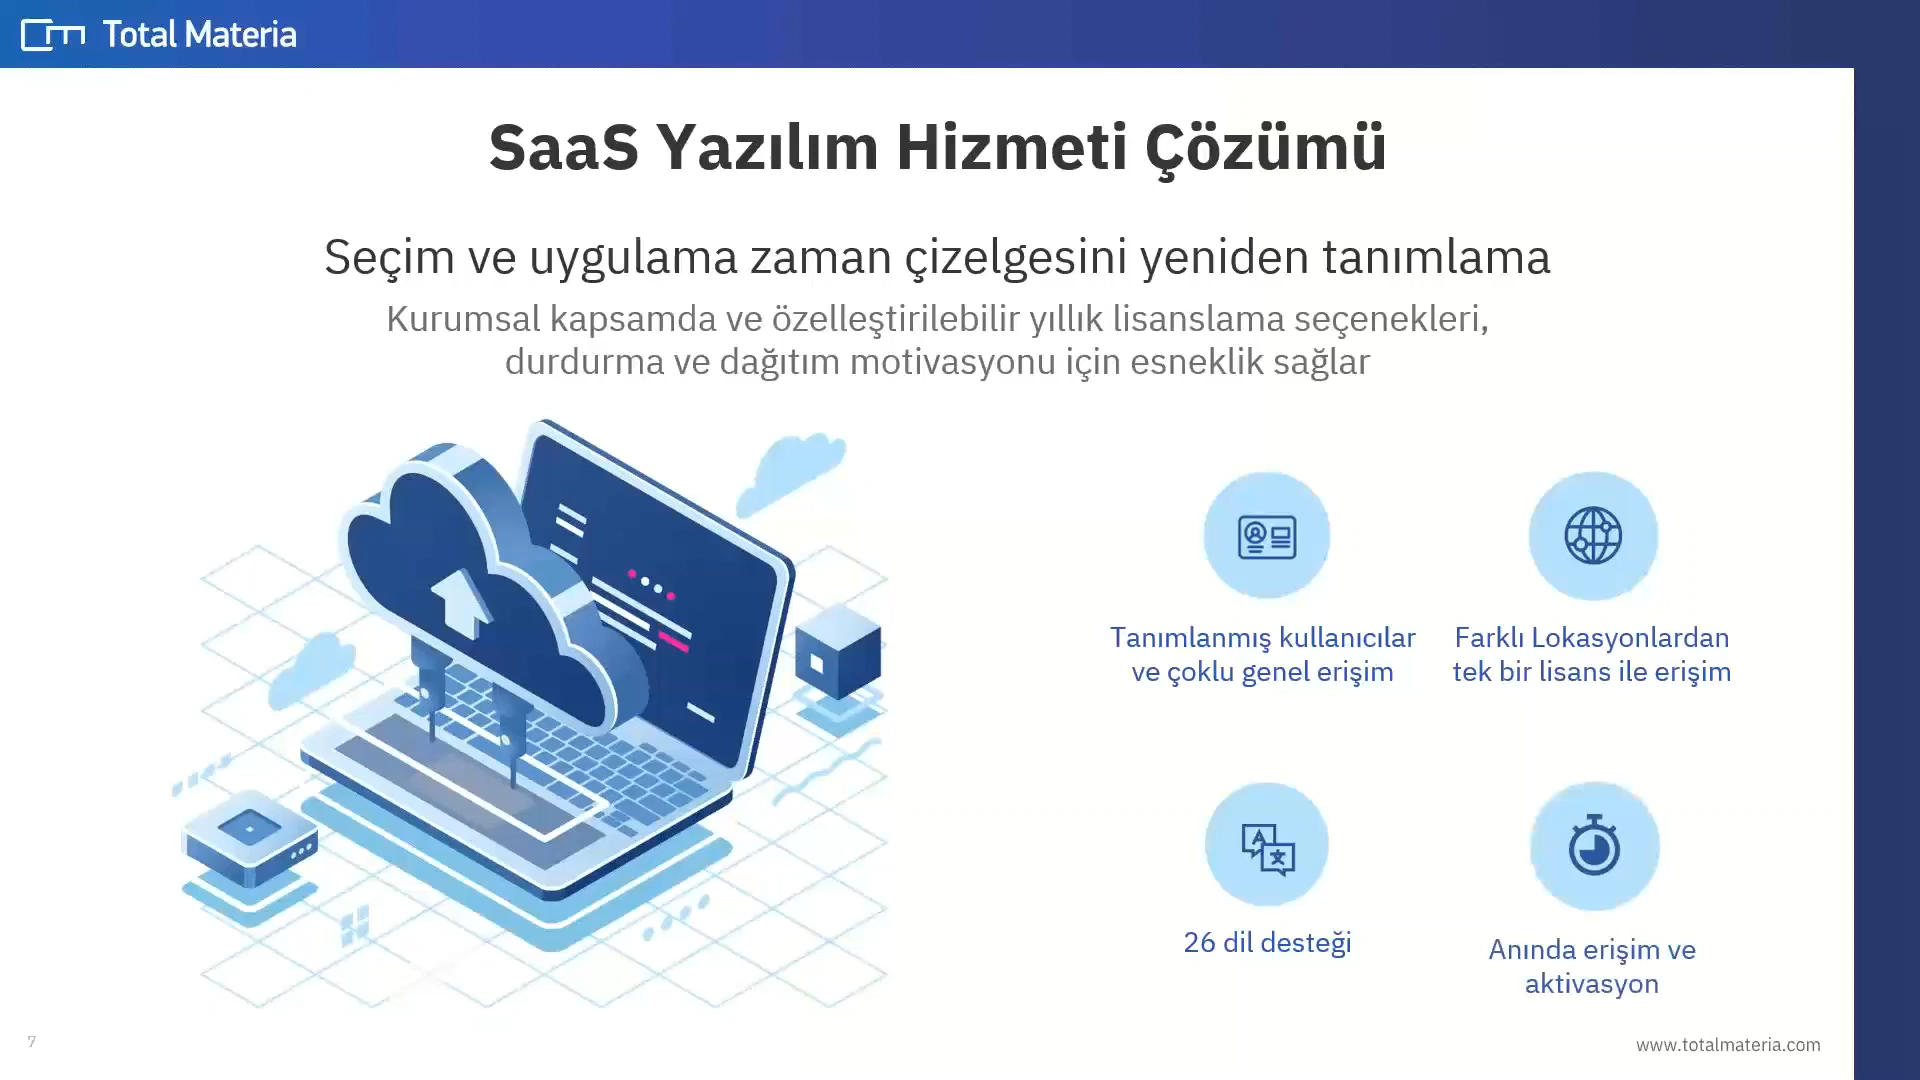 Total Materia
SaaS Yazılım Hizmeti Çözümü
Seçim ve uygulama zaman çizelgesini yeniden tanımlama
Kurumsal kapsamda ve özelleştirilebilir yıllık lisanslama seçenekleri,
durdurma ve dağıtım motivasyonu için esneklik sağlar
Tanımlanmış kullanıcılar
ve çoklu genel erişim
Farklı Lokasyonlardan
tek bir lisans ile erişim
26 dil desteği
Anında erişim ve
aktivasyon
7
www.totalmateria.com